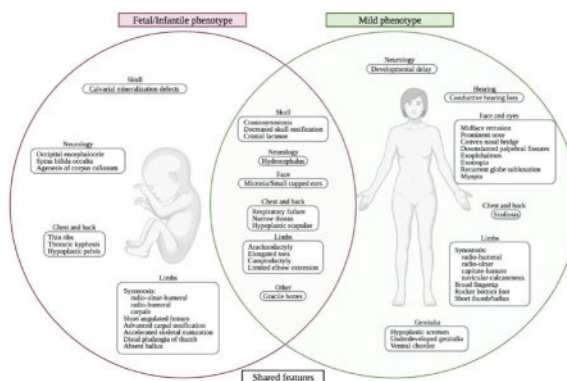 Fetal/Infantile phenotype
Mild phenotype
Skull
Calvarial mineralization defects
Neurology
Occipital encephalocele
Spina bifida occulta
Agenesis of corpus callosum
Chest and back
Thin ribs
Thoracic kyphosis
Hypoplastic pelvis
Limbs
Synostosis:
radio-ulnar-humeral
radio-humeral
carpals
Short angulated femurs
Advanced carpal ossification
Accelerated skeletal maturation
Distal phalangia of thumb
Absent hallux
Skull
Craniosynostosis
Decreased skull ossification
Cranial lacunae
Neurology
Hydrocephalus
Face
Microtia/Small cupped ears
Chest and back
Respiratory failure
Narrow thorax
Hypoplastic scapulae
Limbs
Arachnodactyly
Elongated toes
Camptodactyly
Limited elbow extension
Other
Gracile bones
Neurology
Developmental delay
Hearing
Conductive hearing loss
Face and eyes
Midface retrusion
Prominent nose
Convex nasal bridge
Downslanted palpebral fissures
Exophthalmos
Exotropia
Recurrent globe subluxation
Myopia
Chest and back
Scoliosis
Limbs
Synostosis:
radio-humeral
radio-ulnar
capitate-hamate
navicular-calcaneness
Broad fingertip
Rocker bottom foot
Short thumb/hallux
Genitalia
Hypoplastic scrotum
Underdeveloped genitalia
Ventral chordee
Shared features